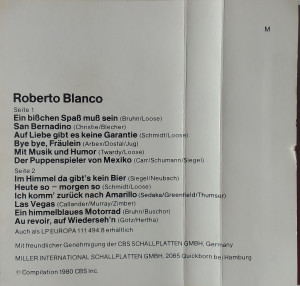 M
Roberto Blanco
Seite 1
Ein bißchen Spaß muß sein (Bruhn/Loose)
San Bernadino (Christie/Blecher)
Auf Liebe gibt es keine Garantie (Schmidt/Loose)
Bye bye, Fräulein (Arbex/Dostal/Jug)
Mit Musik und Humor (Twardy/Loose)
Der Puppenspieler von Mexiko (Carr/Schumann/Siegel)
Seite 2
Im Himmel da gibt's kein Bier (Siegel/Neubach)
Heute so – morgen so (Schmidt/Loose)
Ich komm' zurück nach Amarillo (Sedaka/Greenfield/Thumser)
Las Vegas (Callander/Murray/Zimber)
Ein himmelblaues Motorrad (Bruhn/Buschor)
Au revoir, auf Wiederseh'n (Gotz/Hertha)
Auch als LP EUROPA 111 494.8 erhältlich
Mit freundlicher Genehmigung der CBS SCHALLPLATTEN GMBH, Germany
MILLER INTERNATIONAL SCHALLPLATTEN GMBH, 2085 Quickborn bei Hamburg
© Compilation 1980 CBS Inc.